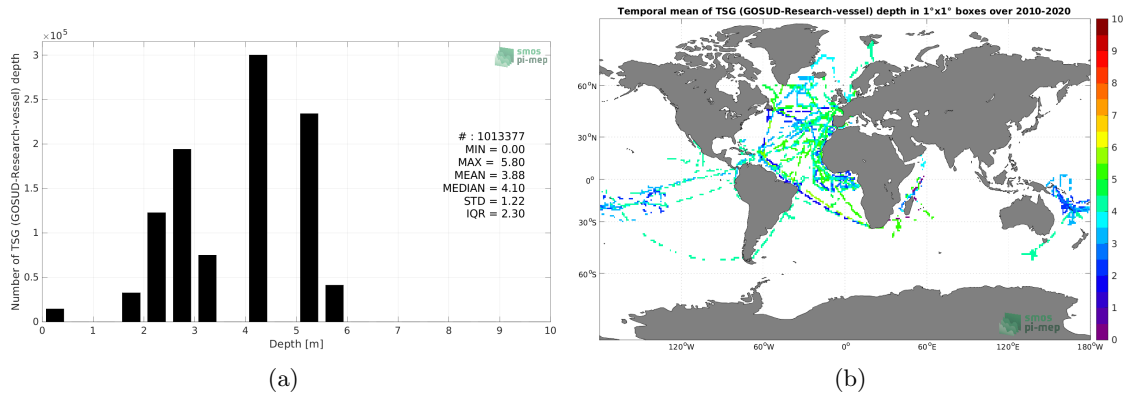 ×10⁵
3
2.5
2
1.5
1
0.5
0
Number of TSG (GOSUD-Research-vessel) depth
smos
pi-mep
# : 1013377
MIN = 0.00
MAX = 5.80
MEAN = 3.88
MEDIAN = 4.10
STD = 1.22
IQR = 2.30
0 1 2 3 4 5 6 7 8 9 10
Depth [m]
(a)
Temporal mean of TSG (GOSUD-Research-vessel) depth in 1°x1° boxes over 2010-2020
60°N
30°N
0°
30°S
60°S
120°W 60°W 0° 60°E 120°E 180°W
smos
pi-mep
10
9
8
7
6
5
4
3
2
1
0
(b)